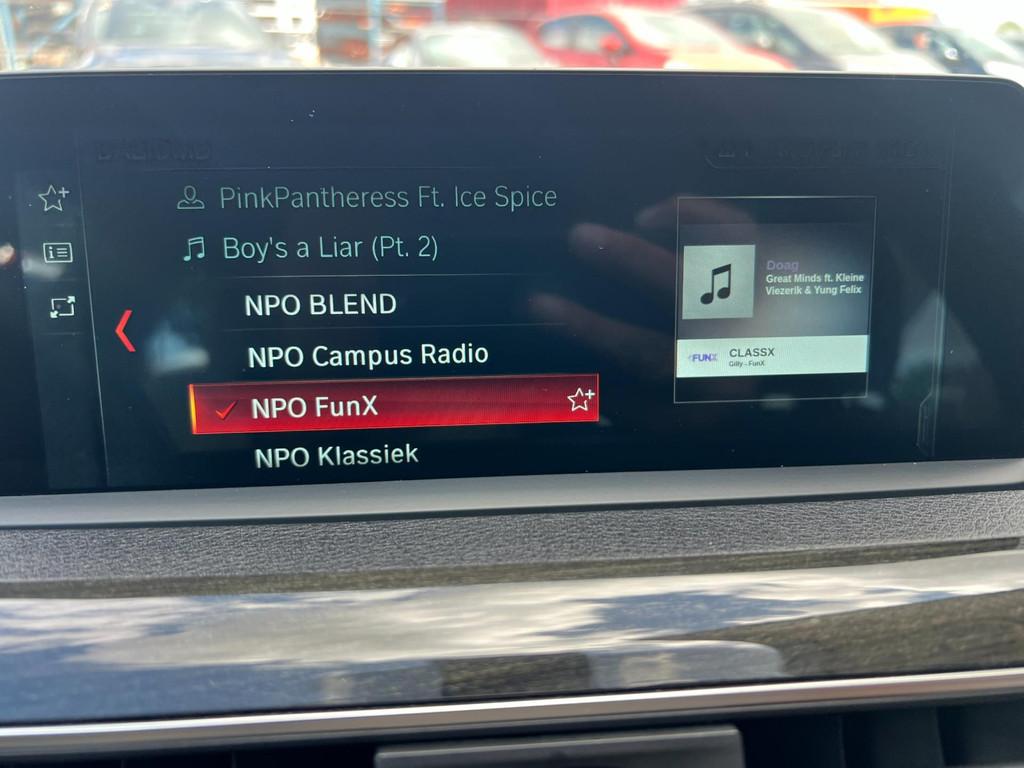 PinkPantheress Ft. Ice Spice
Boy's a Liar (Pt. 2)
NPO BLEND
NPO Campus Radio
NPO FunX
NPO Klassiek
Doag
Great Minds ft. Kleine
Viezerik & Yung Felix
FUNX
CLASSX
Gilly - FunX